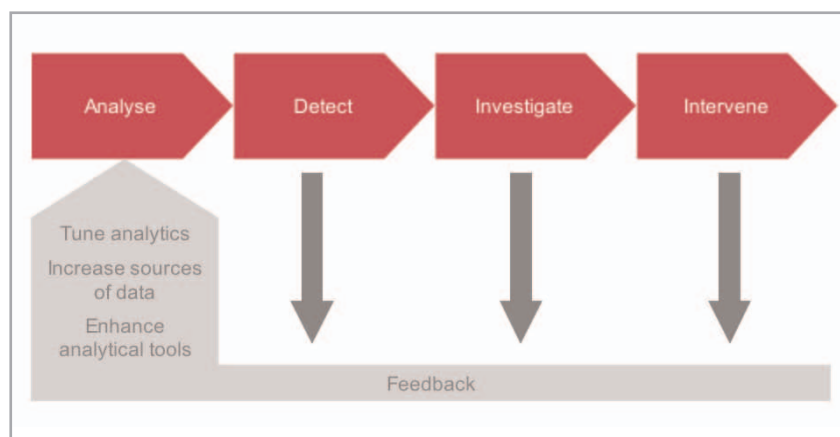 Analyse
Detect
Investigate
Intervene
Tune analytics
Increase sources
of data
Enhance
analytical tools
Feedback